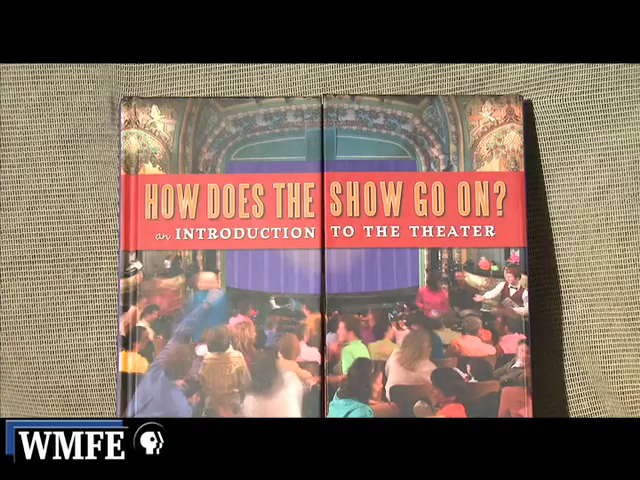 HOW DOES THE SHOW GO ON?
an INTRODUCTION TO THE THEATER
WMFE